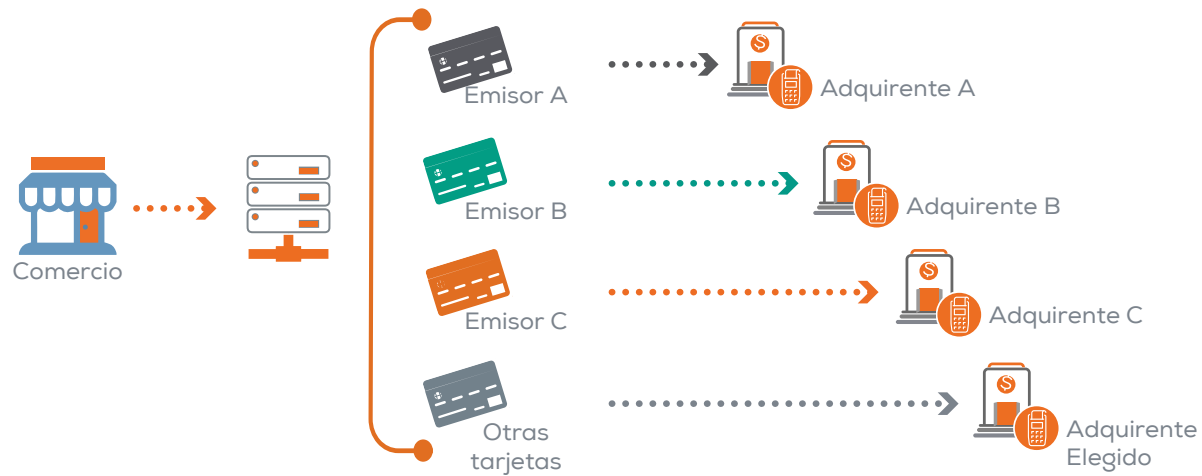 Emisor A
Adquirente A
Emisor B
Adquirente B
Comercio
Emisor C
Adquirente C
Otras
tarjetas
Adquirente
Elegido